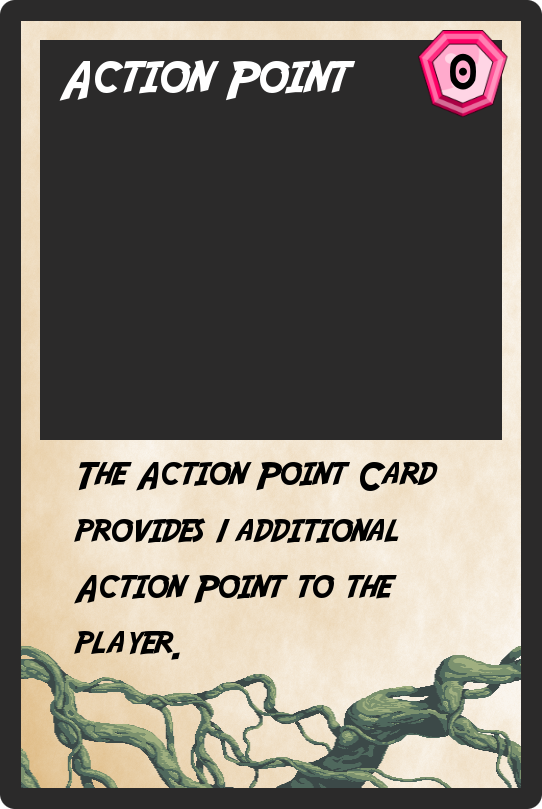 Action Point
0
The Action Point Card
provides 1 additional
Action Point to the
player.